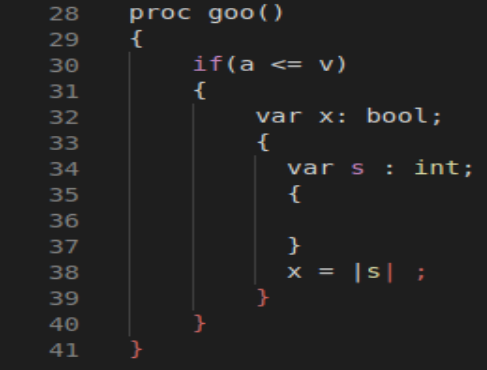 28 proc goo()
29 {
30 if(a <= v)
31 {
32 var x: bool;
33 {
34 var s : int;
35 {
36
37 }
38 x = |s| ;
39 }
40 }
41 }